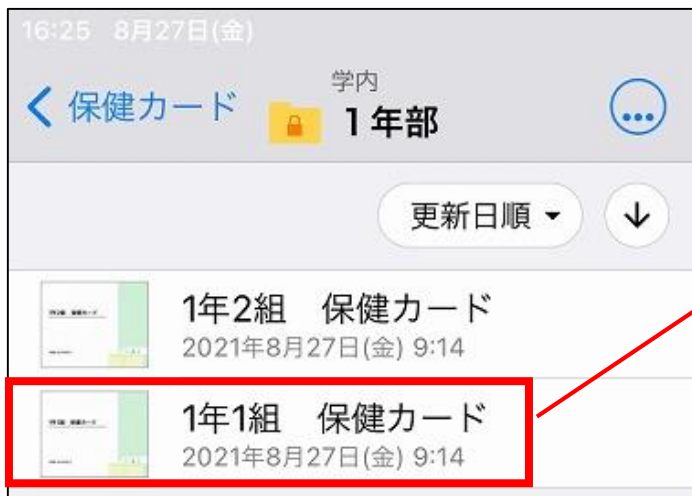 16:25 8月27日(金)
学内
保健カード
1年部
更新日順
1年2組 保健カード
2021年8月27日(金) 9:14
1年1組 保健カード
2021年8月27日(金) 9:14